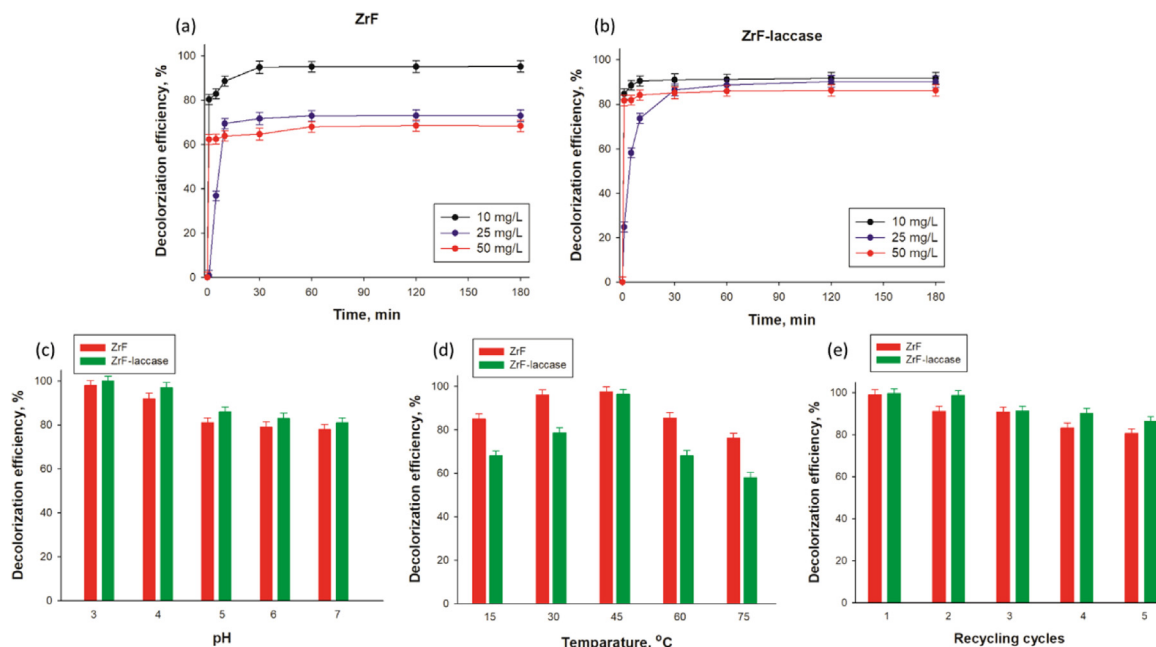 (a)
ZrF
Decolorziation efficiency, %
100
80
60
40
20
0
10 mg/L
25 mg/L
50 mg/L
0 30 60 90 120 150 180
Time, min
(b)
ZrF-laccase
Decolorization efficiency, %
100
80
60
40
20
0
10 mg/L
25 mg/L
50 mg/L
0 30 60 90 120 150 180
Time, min
(c)
ZrF
ZrF-laccase
Decolorization efficiency, %
100
80
60
40
20
0
3 4 5 6 7
pH
(d)
ZrF
ZrF-laccase
Decolorization efficiency, %
100
80
60
40
20
0
15 30 45 60 75
Temparature, °C
(e)
ZrF
ZrF-laccase
Decolorization efficiency, %
100
80
60
40
20
0
1 2 3 4 5
Recycling cycles